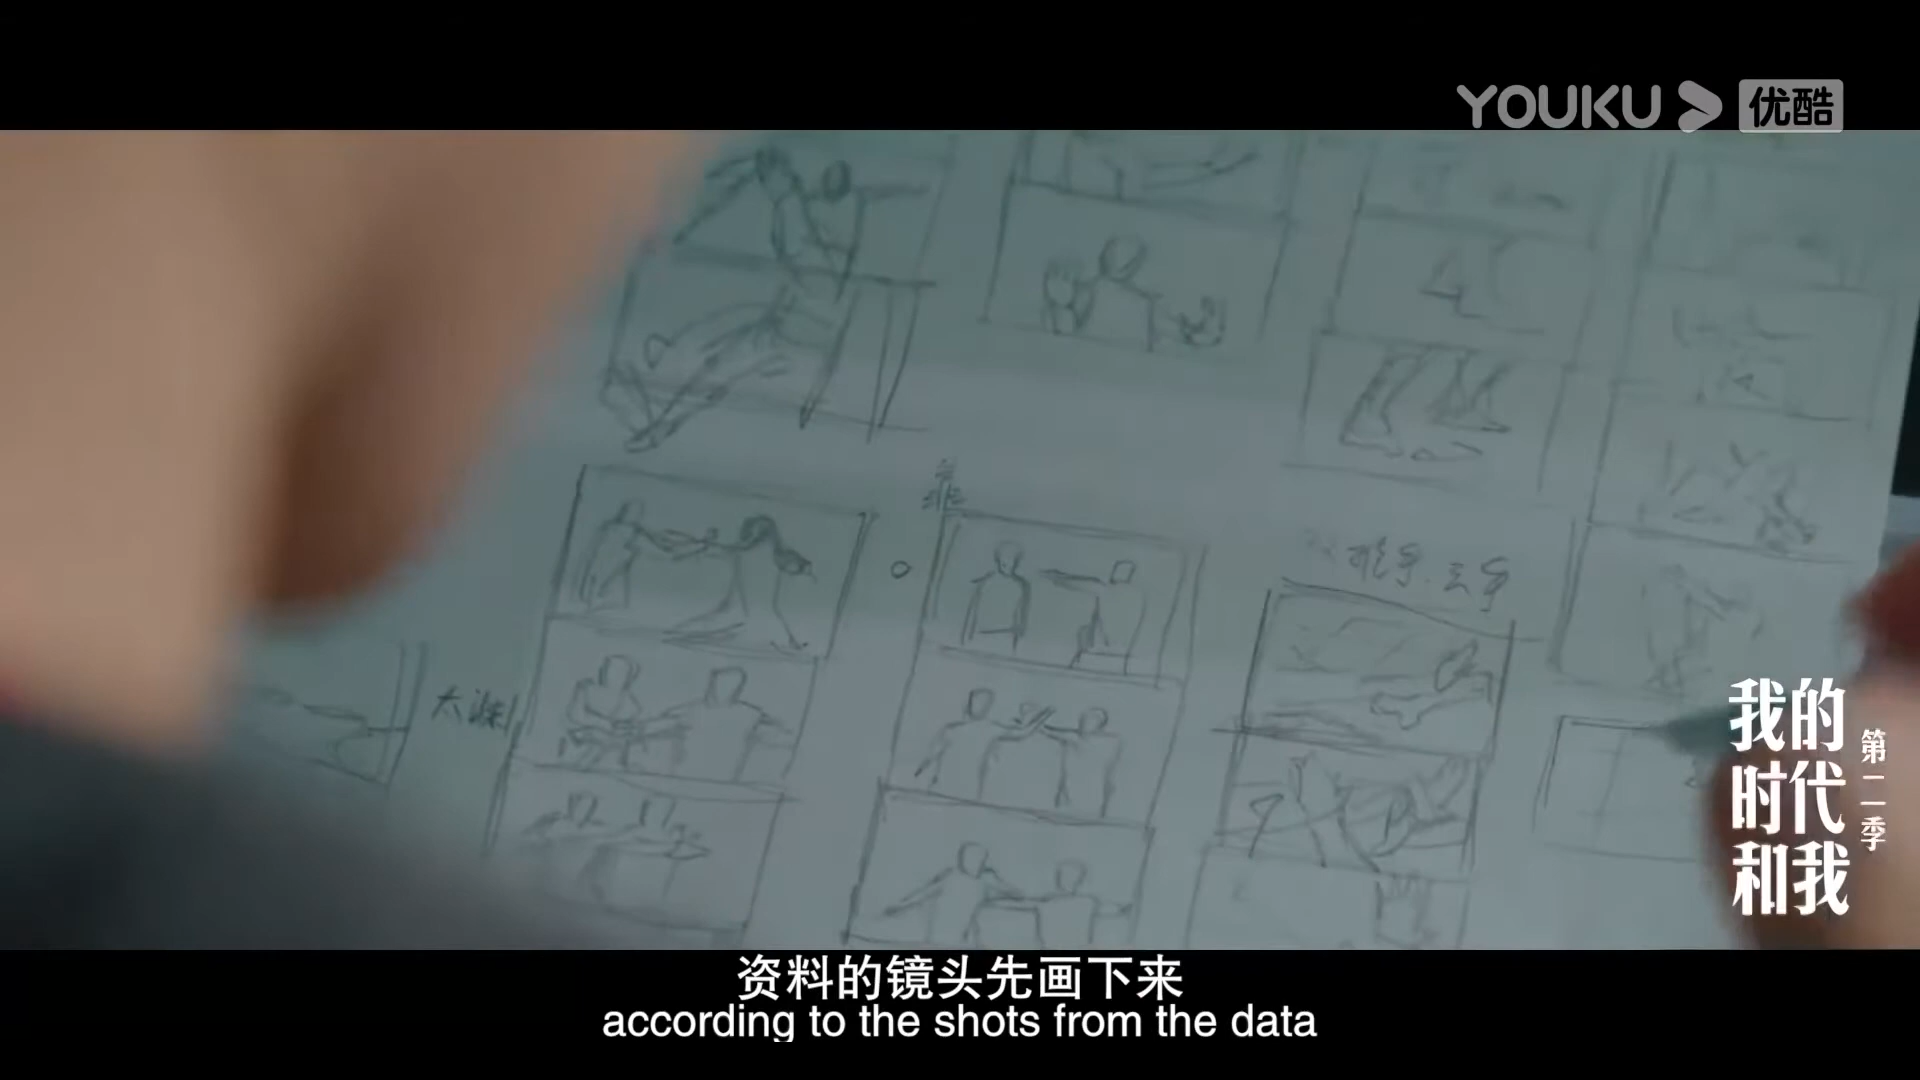 YOUKU 优酷
我的
时代
和我
第二季
资料的镜头先画下来
according to the shots from the data